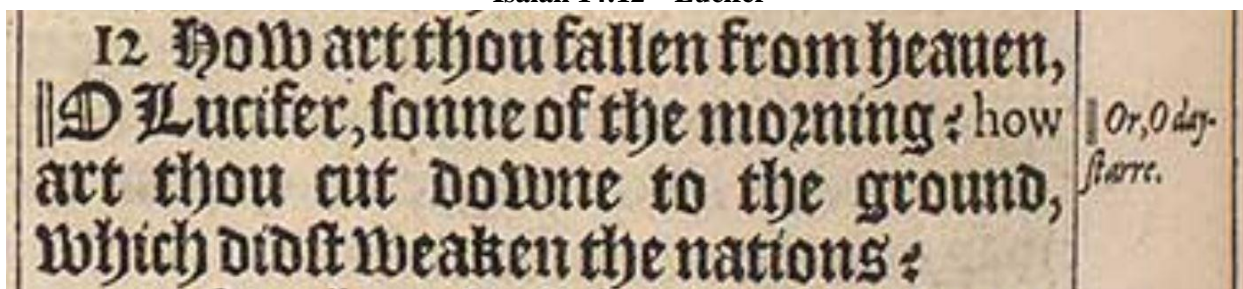 Isaiah 14:12 Lucifer
12 How art thou fallen from heauen,
‖O Lucifer, ſonne of the morning? how
art thou cut downe to the ground,
which didſt weaken the nations?
‖ Or, O day-
ſtarre.